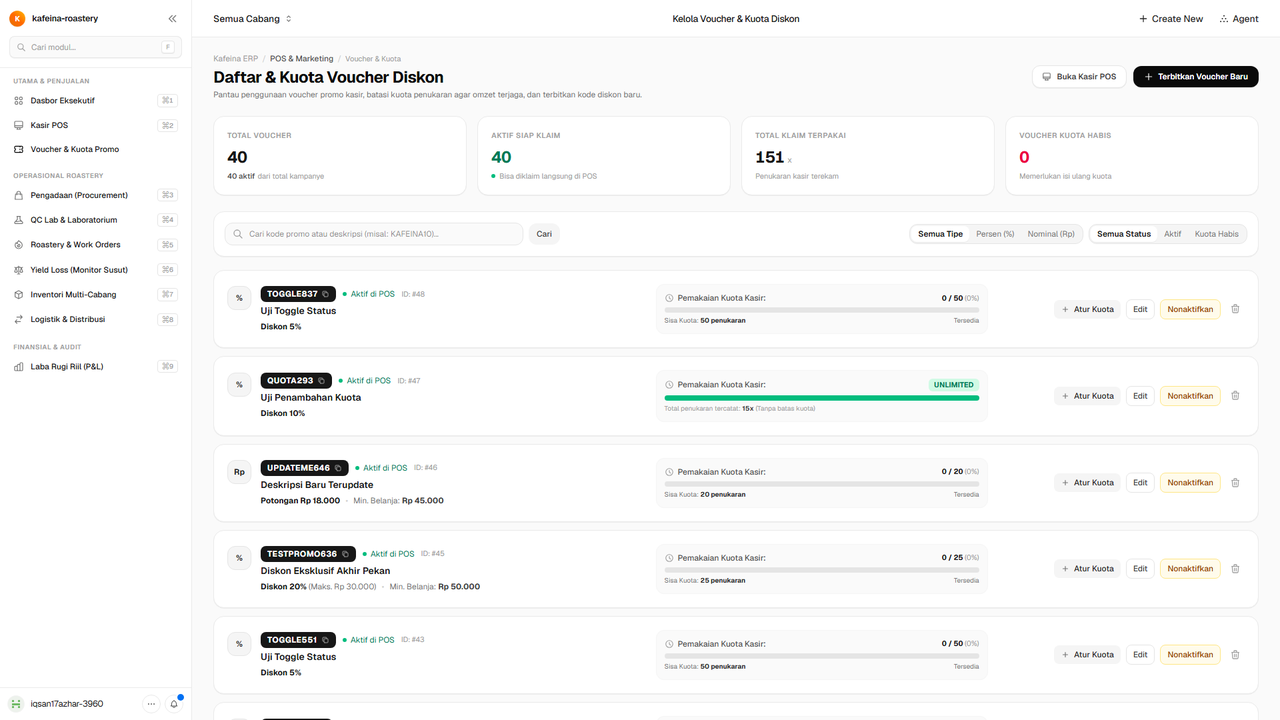 K kafeina-roastery
Cari modul... F
UTAMA & PENJUALAN
Dasbor Eksekutif ⌘1
Kasir POS ⌘2
Voucher & Kuota Promo
OPERASIONAL ROASTERY
Pengadaan (Procurement) ⌘3
QC Lab & Laboratorium ⌘4
Roastery & Work Orders ⌘5
Yield Loss (Monitor Susut) ⌘6
Inventori Multi-Cabang ⌘7
Logistik & Distribusi ⌘8
FINANSIAL & AUDIT
Laba Rugi Riil (P&L) ⌘9
iqsan17azhar-3960
Semua Cabang
Kelola Voucher & Kuota Diskon
Create New
Agent
Kafeina ERP / POS & Marketing / Voucher & Kuota
Daftar & Kuota Voucher Diskon
Pantau penggunaan voucher promo kasir, batasi kuota penukaran agar omzet terjaga, dan terbitkan kode diskon baru.
Buka Kasir POS
Terbitkan Voucher Baru
TOTAL VOUCHER
40
40 aktif dari total kampanye
AKTIF SIAP KLAIM
40
Bisa diklaim langsung di POS
TOTAL KLAIM TERPAKAI
151 x
Penukaran kasir terekam
VOUCHER KUOTA HABIS
0
Memerlukan isi ulang kuota
Cari kode promo atau deskripsi (misal: KAFEINA10)...
Cari
Semua Tipe Persen (%) Nominal (Rp)
Semua Status Aktif Kuota Habis
%
TOGGLE837 Aktif di POS ID: #48
Uji Toggle Status
Diskon 5%
Pemakaian Kuota Kasir: 0 / 50 (0%)
Sisa Kuota: 50 penukaran Tersedia
Atur Kuota Edit Nonaktifkan
%
QUOTA293 Aktif di POS ID: #47
Uji Penambahan Kuota
Diskon 10%
Pemakaian Kuota Kasir: UNLIMITED
Total penukaran tercatat: 15x (Tanpa batas kuota)
Atur Kuota Edit Nonaktifkan
Rp
UPDATEME646 Aktif di POS ID: #46
Deskripsi Baru Terupdate
Potongan Rp 18.000 · Min. Belanja: Rp 45.000
Pemakaian Kuota Kasir: 0 / 20 (0%)
Sisa Kuota: 20 penukaran Tersedia
Atur Kuota Edit Nonaktifkan
%
TESTPROMO636 Aktif di POS ID: #45
Diskon Eksklusif Akhir Pekan
Diskon 20% (Maks. Rp 30.000) · Min. Belanja: Rp 50.000
Pemakaian Kuota Kasir: 0 / 25 (0%)
Sisa Kuota: 25 penukaran Tersedia
Atur Kuota Edit Nonaktifkan
%
TOGGLE551 Aktif di POS ID: #43
Uji Toggle Status
Diskon 5%
Pemakaian Kuota Kasir: 0 / 50 (0%)
Sisa Kuota: 50 penukaran Tersedia
Atur Kuota Edit Nonaktifkan